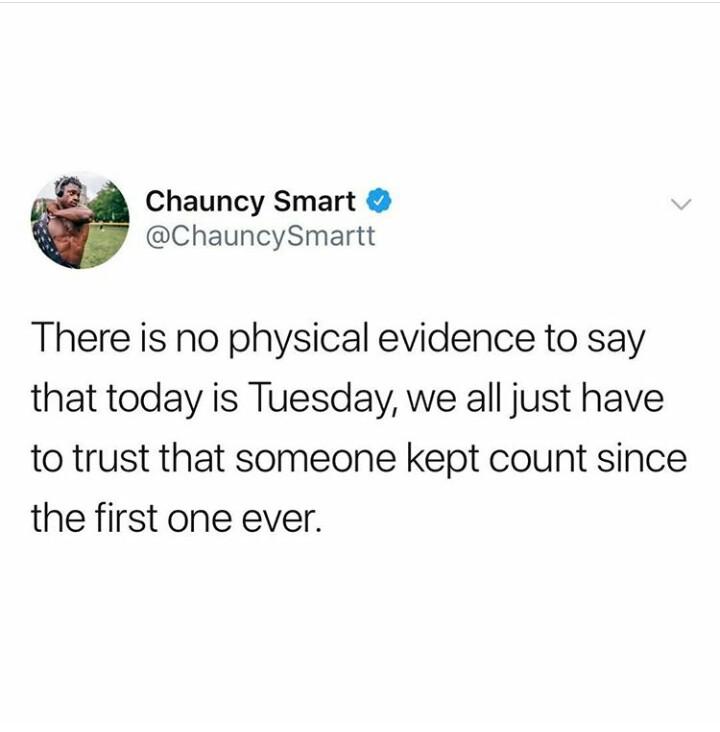 Chauncy Smart
@ChauncySmartt
There is no physical evidence to say
that today is Tuesday, we all just have
to trust that someone kept count since
the first one ever.